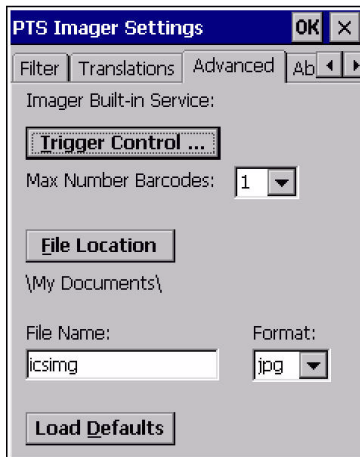 PTS Imager Settings OK ×
Filter Translations Advanced Ab
Imager Built-in Service:
Trigger Control ...
Max Number Barcodes: 1
File Location
\My Documents\
File Name: Format:
icsimg jpg
Load Defaults